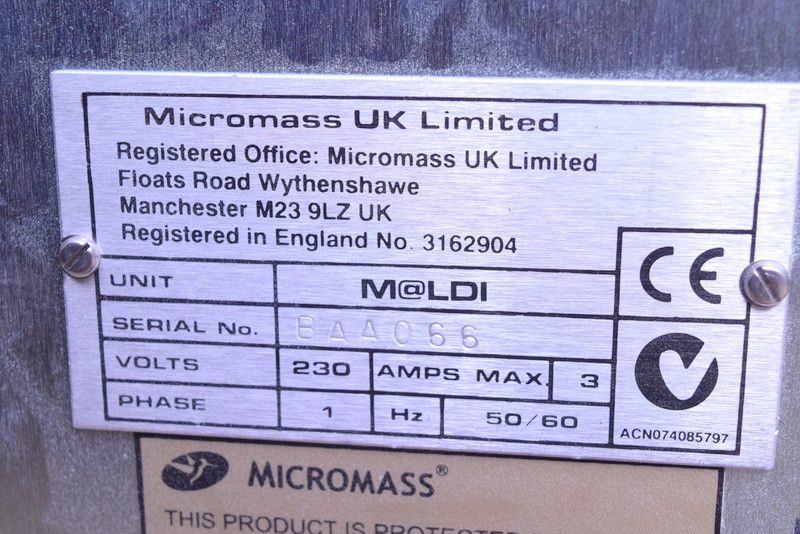 Micromass UK Limited
Registered Office: Micromass UK Limited
Floats Road Wythenshawe
Manchester M23 9LZ UK
Registered in England No. 3162904
CE
UNIT M@LDI
SERIAL No. BAA066
VOLTS 230 AMPS MAX. 3
PHASE 1 Hz 50/60
ACN074085797
MICROMASS®
THIS PRODUCT IS PROTECTED